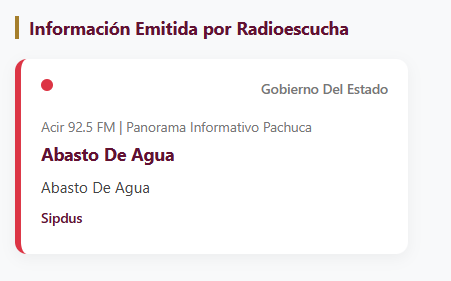 Información Emitida por Radioescucha
Gobierno Del Estado
Acir 92.5 FM | Panorama Informativo Pachuca
Abasto De Agua
Abasto De Agua
Sipdus